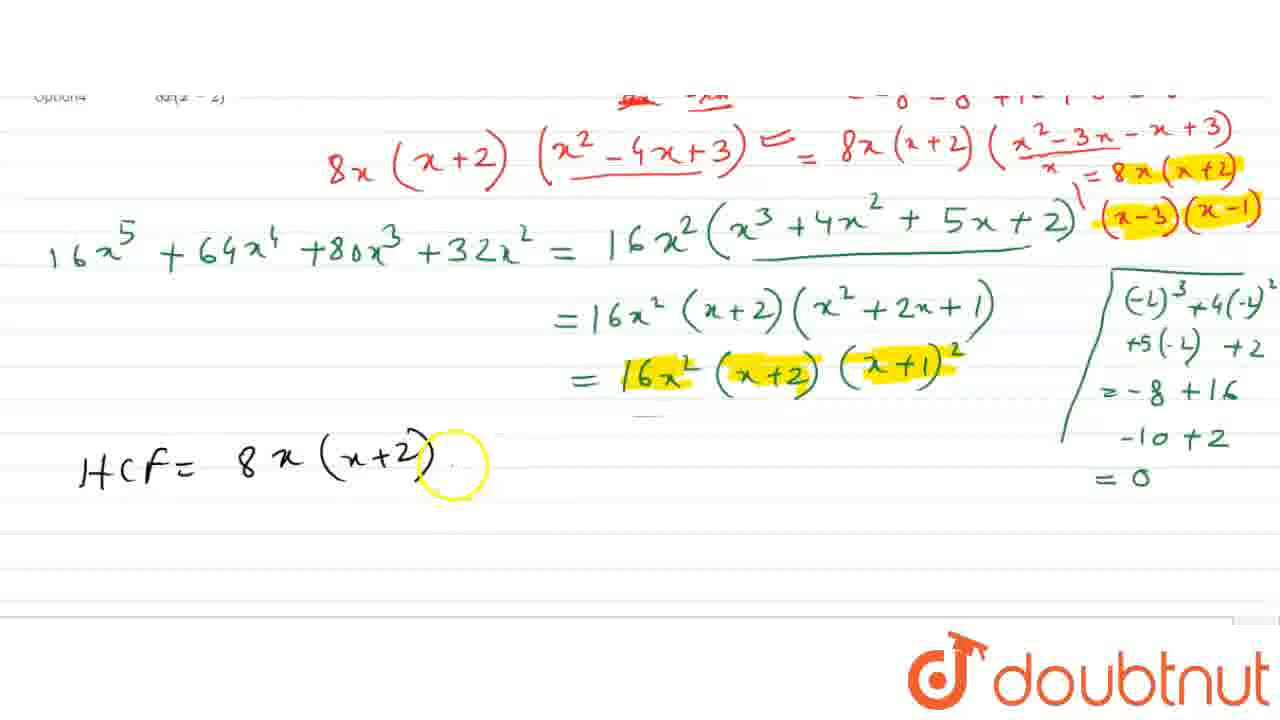 8x (x+2) (x² - 4x + 3) = 8x (x+2) (x² - 3x - x + 3)
= 8x (x+2)
(x-3) (x-1)
16x⁵ + 64x⁴ + 80x³ + 32x² = 16x² (x³ + 4x² + 5x + 2)
= 16x² (x+2) (x² + 2x + 1)
= 16x² (x+2) (x+1)²
(-2)³ + 4(-2)²
+5(-2) + 2
= -8 + 16
-10 + 2
= 0
HCF = 8x (x+2)
doubtnut